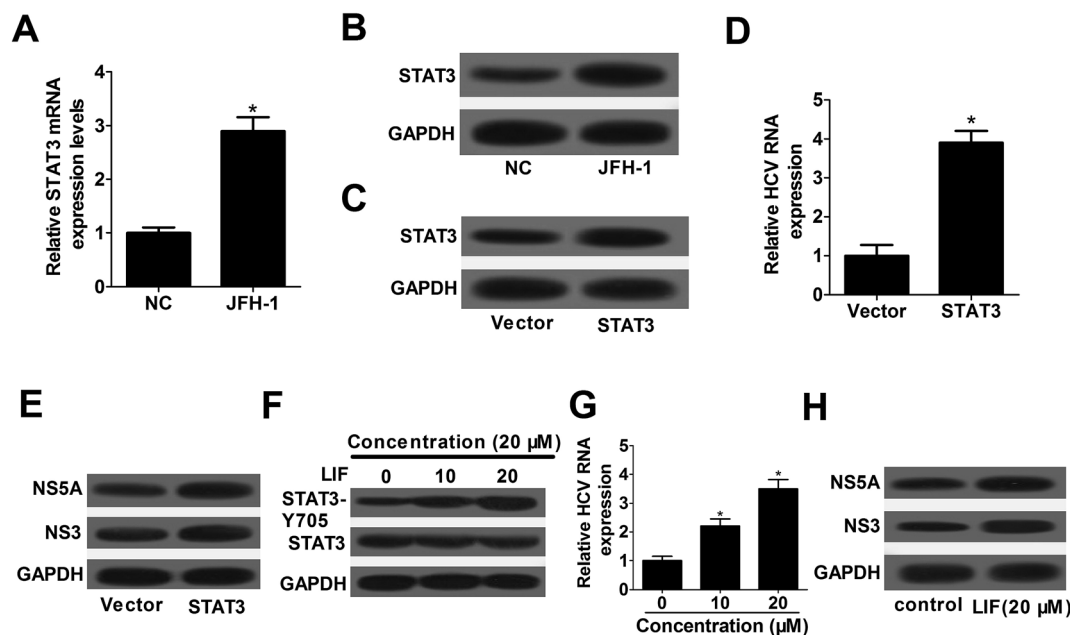 A
Relative STAT3 mRNA
expression levels
4
3
2
1
0
*
NC JFH-1
B
STAT3
GAPDH
NC JFH-1
C
STAT3
GAPDH
Vector STAT3
D
Relative HCV RNA
expression
5
4
3
2
1
0
*
Vector STAT3
E
NS5A
NS3
GAPDH
Vector STAT3
F
Concentration (20 µM)
LIF 0 10 20
STAT3-
Y705
STAT3
GAPDH
G
Relative HCV RNA
expression
5
4
3
2
1
0
*
*
0 10 20
Concentration (µM)
H
NS5A
NS3
GAPDH
control LIF(20 µM)